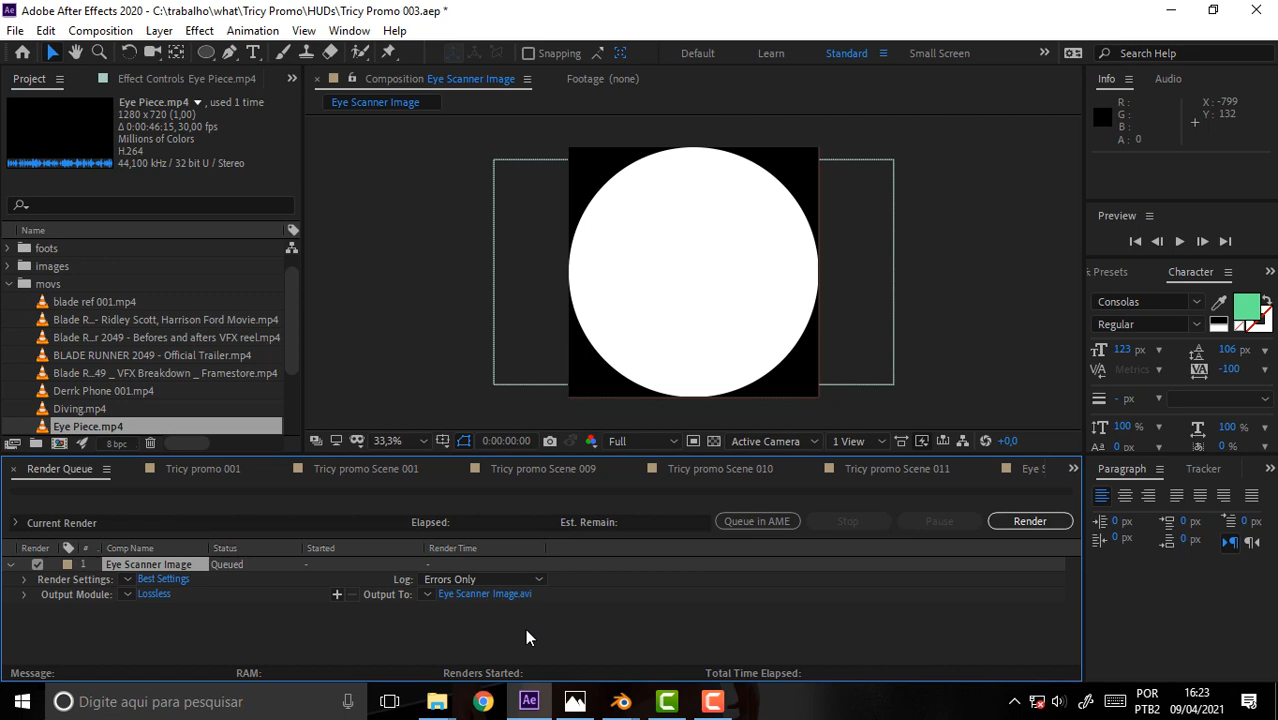 Adobe After Effects 2020 - C:\trabalho\what\Tricy Promo\HUDs\Tricy Promo 003.aep *
File Edit Composition Layer Effect Animation View Window Help
Snapping Default Learn Standard Small Screen Search Help
Project Effect Controls Eye Piece.mp4 Composition Eye Scanner Image Footage (none) Info Audio
Eye Piece.mp4 , used 1 time
1280 x 720 (1,00)
Δ 0:00:46:15, 30,00 fps
Millions of Colors
H.264
44,100 kHz / 32 bit U / Stereo
Eye Scanner Image
R :
G :
B :
A : 0
X: -799
Y: 132
Name
foots
images
movs
blade ref 001.mp4
Blade R...- Ridley Scott, Harrison Ford Movie.mp4
Blade R...r 2049 - Befores and afters VFX reel.mp4
BLADE RUNNER 2049 - Official Trailer.mp4
Blade R...49 _ VFX Breakdown _ Framestore.mp4
Derrk Phone 001.mp4
Diving.mp4
Eye Piece.mp4
8 bpc
33,3% 0:00:00:00 Full Active Camera 1 View +0,0
Preview
Presets Character
Consolas
Regular
123 px 106 px
Metrics -100
- px
100 % 100 %
0 px 0 %
Paragraph Tracker
0 px 0 px 0 px
0 px 0 px
Render Queue Tricy promo 001 Tricy promo Scene 001 Tricy promo Scene 009 Tricy promo Scene 010 Tricy promo Scene 011 Eye S
Current Render Elapsed: Est. Remain: Queue in AME Stop Pause Render
Render # Comp Name Status Started Render Time
1 Eye Scanner Image Queued - -
Render Settings: Best Settings Log: Errors Only
Output Module: Lossless + Output To: Eye Scanner Image.avi
Message: RAM: Renders Started: Total Time Elapsed:
Digite aqui para pesquisar
POR
PTB2
16:23
09/04/2021